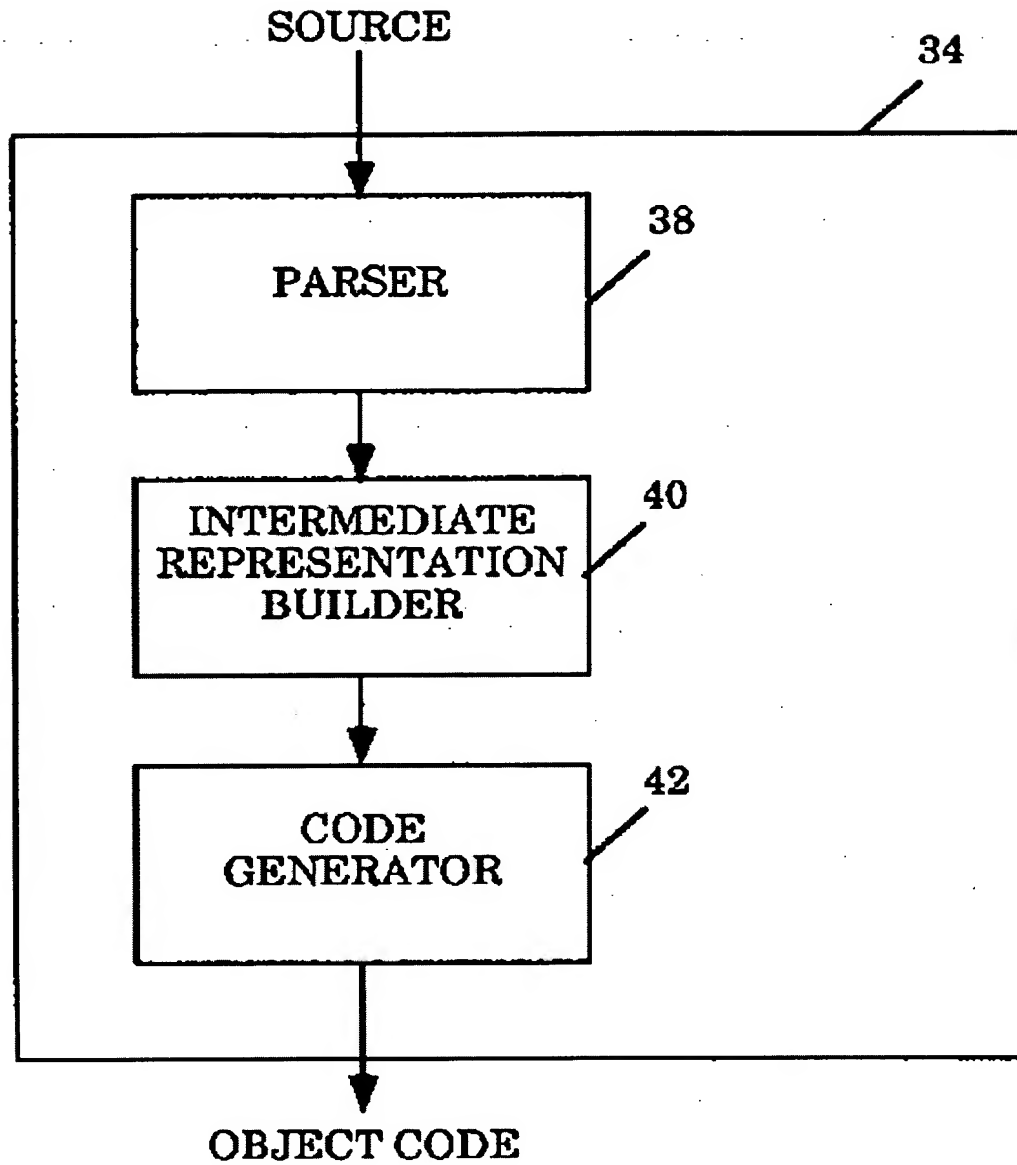 SOURCE
34
PARSER
38
INTERMEDIATE
REPRESENTATION
BUILDER
40
CODE
GENERATOR
42
OBJECT CODE